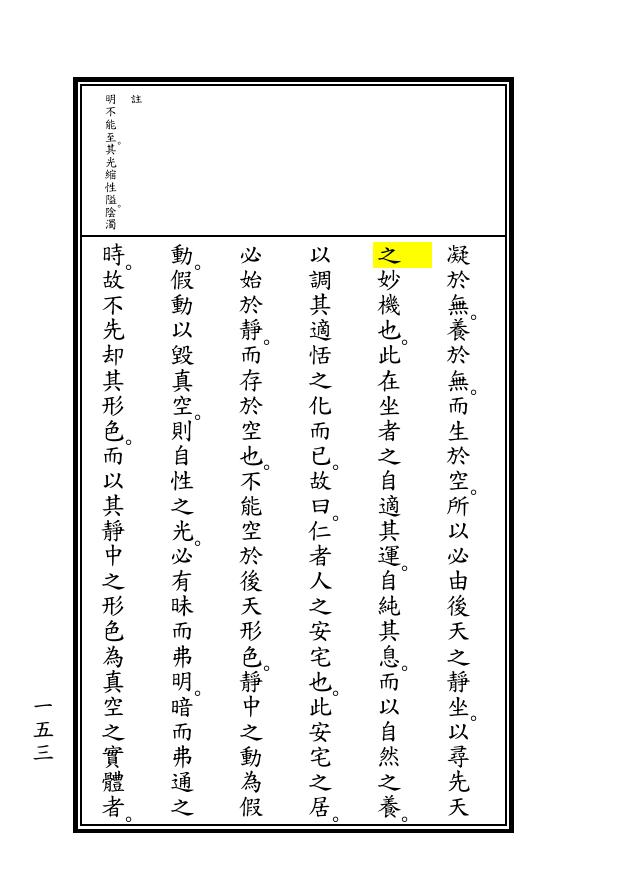 註
明不能至。其光縮性隘。陰濁
凝於無。養於無。而生於空。所以必由後天之靜坐。以尋先天
之妙機也。此在坐者之自適其運。自純其息。而以自然之養。
以調其適恬之化而已。故曰。仁者人之安宅也。此安宅之居。
必始於靜。而存於空也。不能空於後天形色。靜中之動為假
動。假動以毀真空。則自性之光。必有昧而弗明。暗而弗通之
時。故不先却其形色。而以其靜中之形色為真空之實體者。
一五三